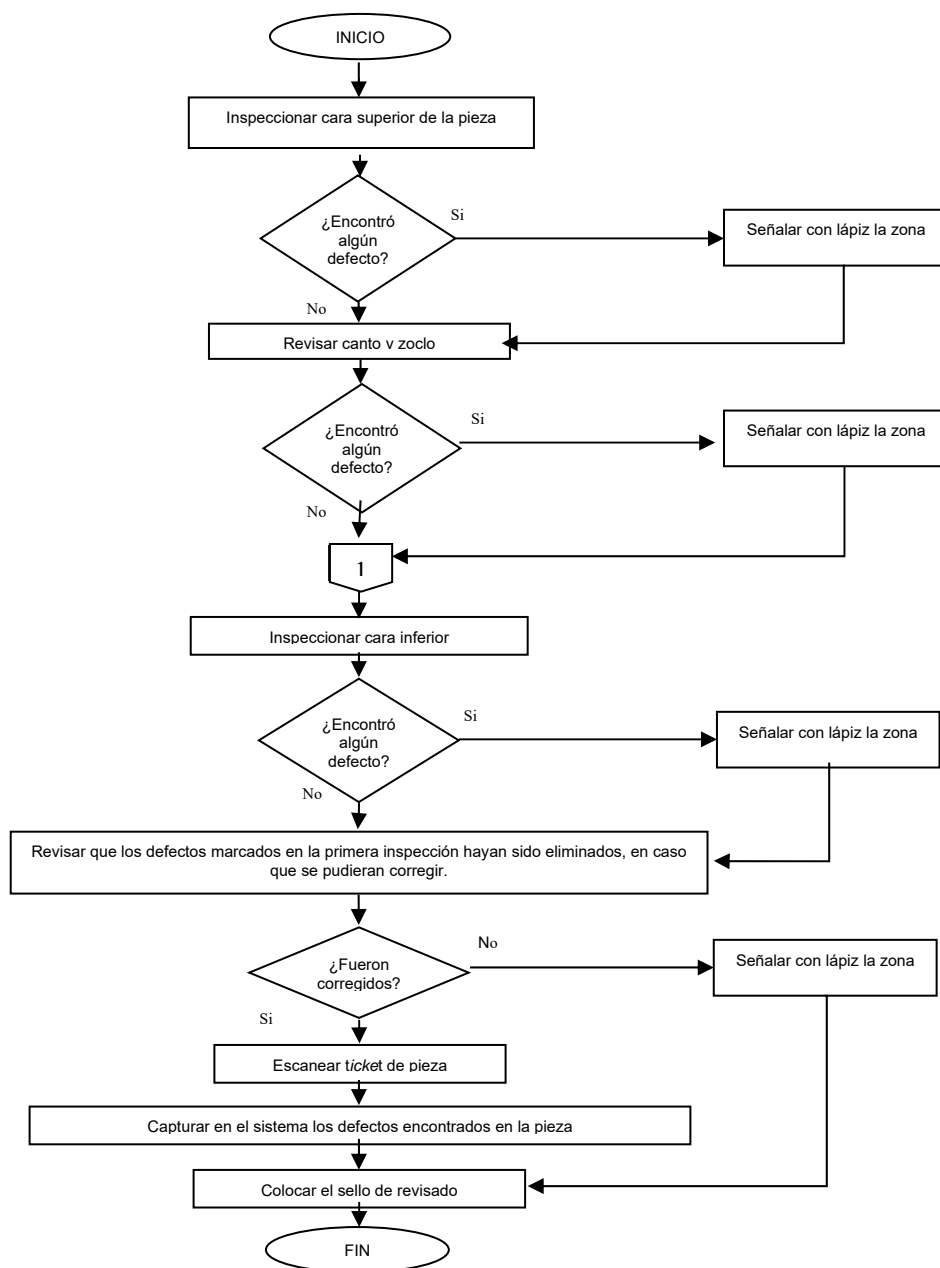 INICIO
Inspeccionar cara superior de la pieza
¿Encontró
algún
defecto?
Si
Señalar con lápiz la zona
No
Revisar canto y zoclo
¿Encontró
algún
defecto?
Si
Señalar con lápiz la zona
No
1
Inspeccionar cara inferior
¿Encontró
algún
defecto?
Si
Señalar con lápiz la zona
No
Revisar que los defectos marcados en la primera inspección hayan sido eliminados, en caso
que se pudieran corregir.
¿Fueron
corregidos?
No
Señalar con lápiz la zona
Si
Escanear ticket de pieza
Capturar en el sistema los defectos encontrados en la pieza
Colocar el sello de revisado
FIN